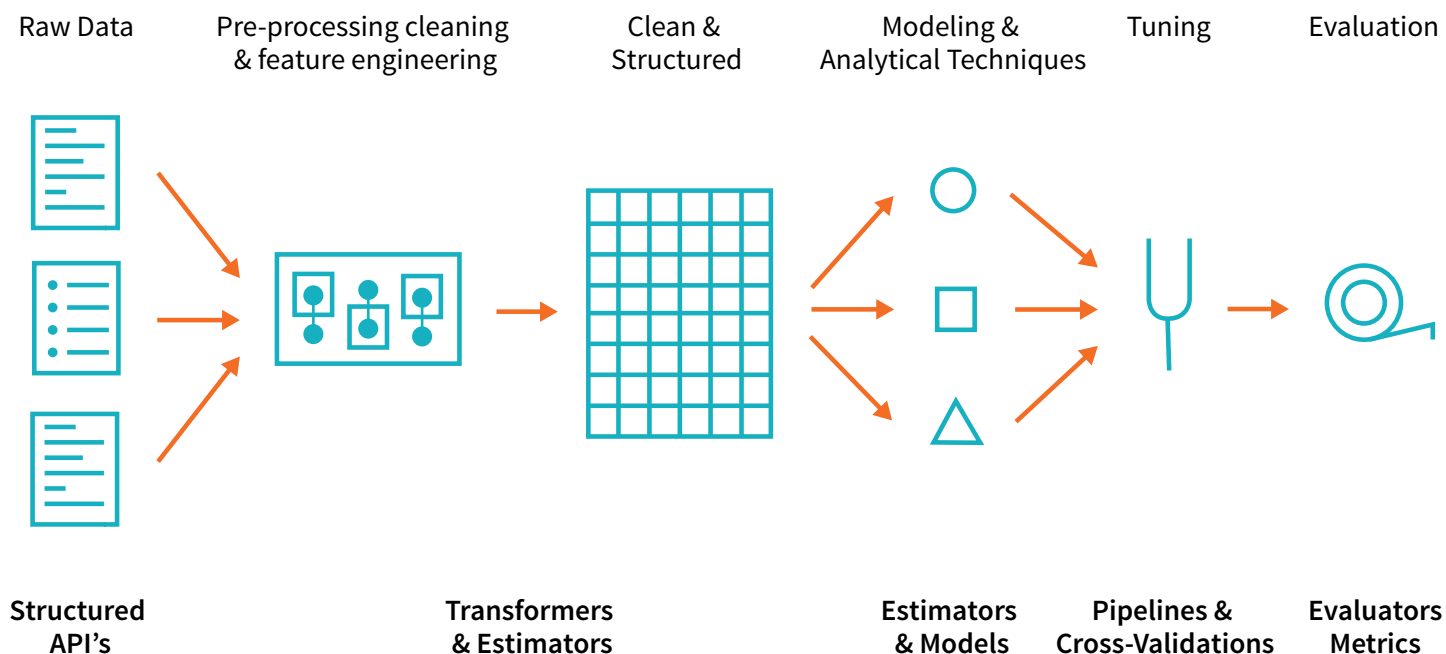 Raw Data
Pre-processing cleaning
& feature engineering
Clean &
Structured
Modeling &
Analytical Techniques
Tuning
Evaluation
Structured
API’s
Transformers
& Estimators
Estimators
& Models
Pipelines &
Cross-Validations
Evaluators
Metrics